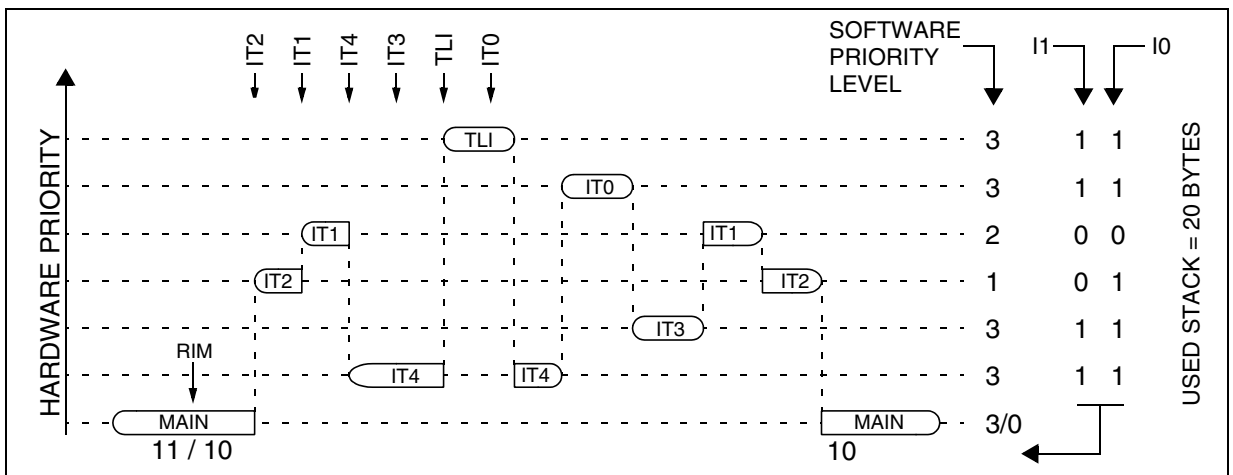 IT2
IT1
IT4
IT3
TLI
IT0
SOFTWARE
PRIORITY
LEVEL
I1
I0
HARDWARE PRIORITY
TLI
3
1 1
IT0
3
1 1
IT1
IT1
2
0 0
IT2
IT2
1
0 1
IT3
3
1 1
RIM
IT4
IT4
3
1 1
MAIN
MAIN
3/0
11 / 10
10
USED STACK = 20 BYTES